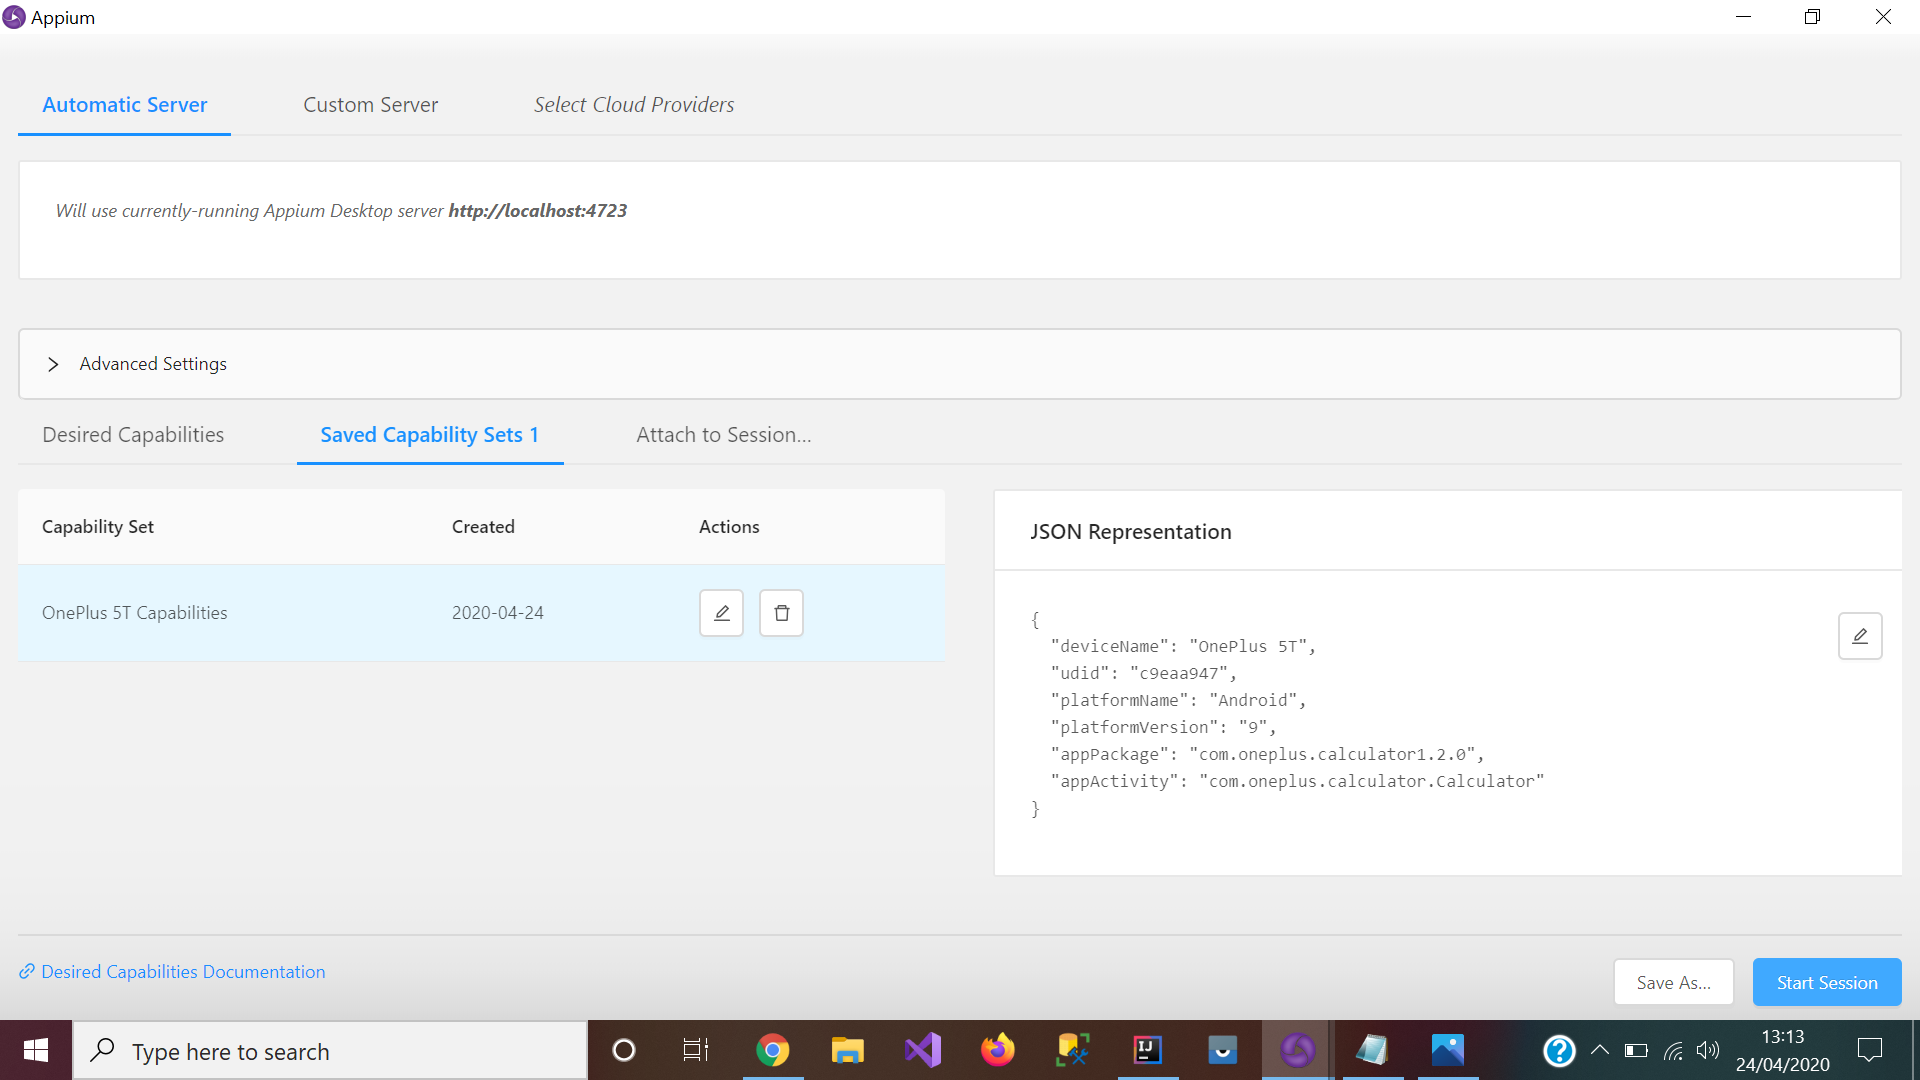 Appium
Automatic Server
Custom Server
Select Cloud Providers
Will use currently-running Appium Desktop server http://localhost:4723
Advanced Settings
Desired Capabilities
Saved Capability Sets 1
Attach to Session...
Capability Set
Created
Actions
OnePlus 5T Capabilities
2020-04-24
JSON Representation
{
"deviceName": "OnePlus 5T",
"udid": "c9eaa947",
"platformName": "Android",
"platformVersion": "9",
"appPackage": "com.oneplus.calculator1.2.0",
"appActivity": "com.oneplus.calculator.Calculator"
}
Desired Capabilities Documentation
Save As...
Start Session
Type here to search
IJ
?
13:13
24/04/2020